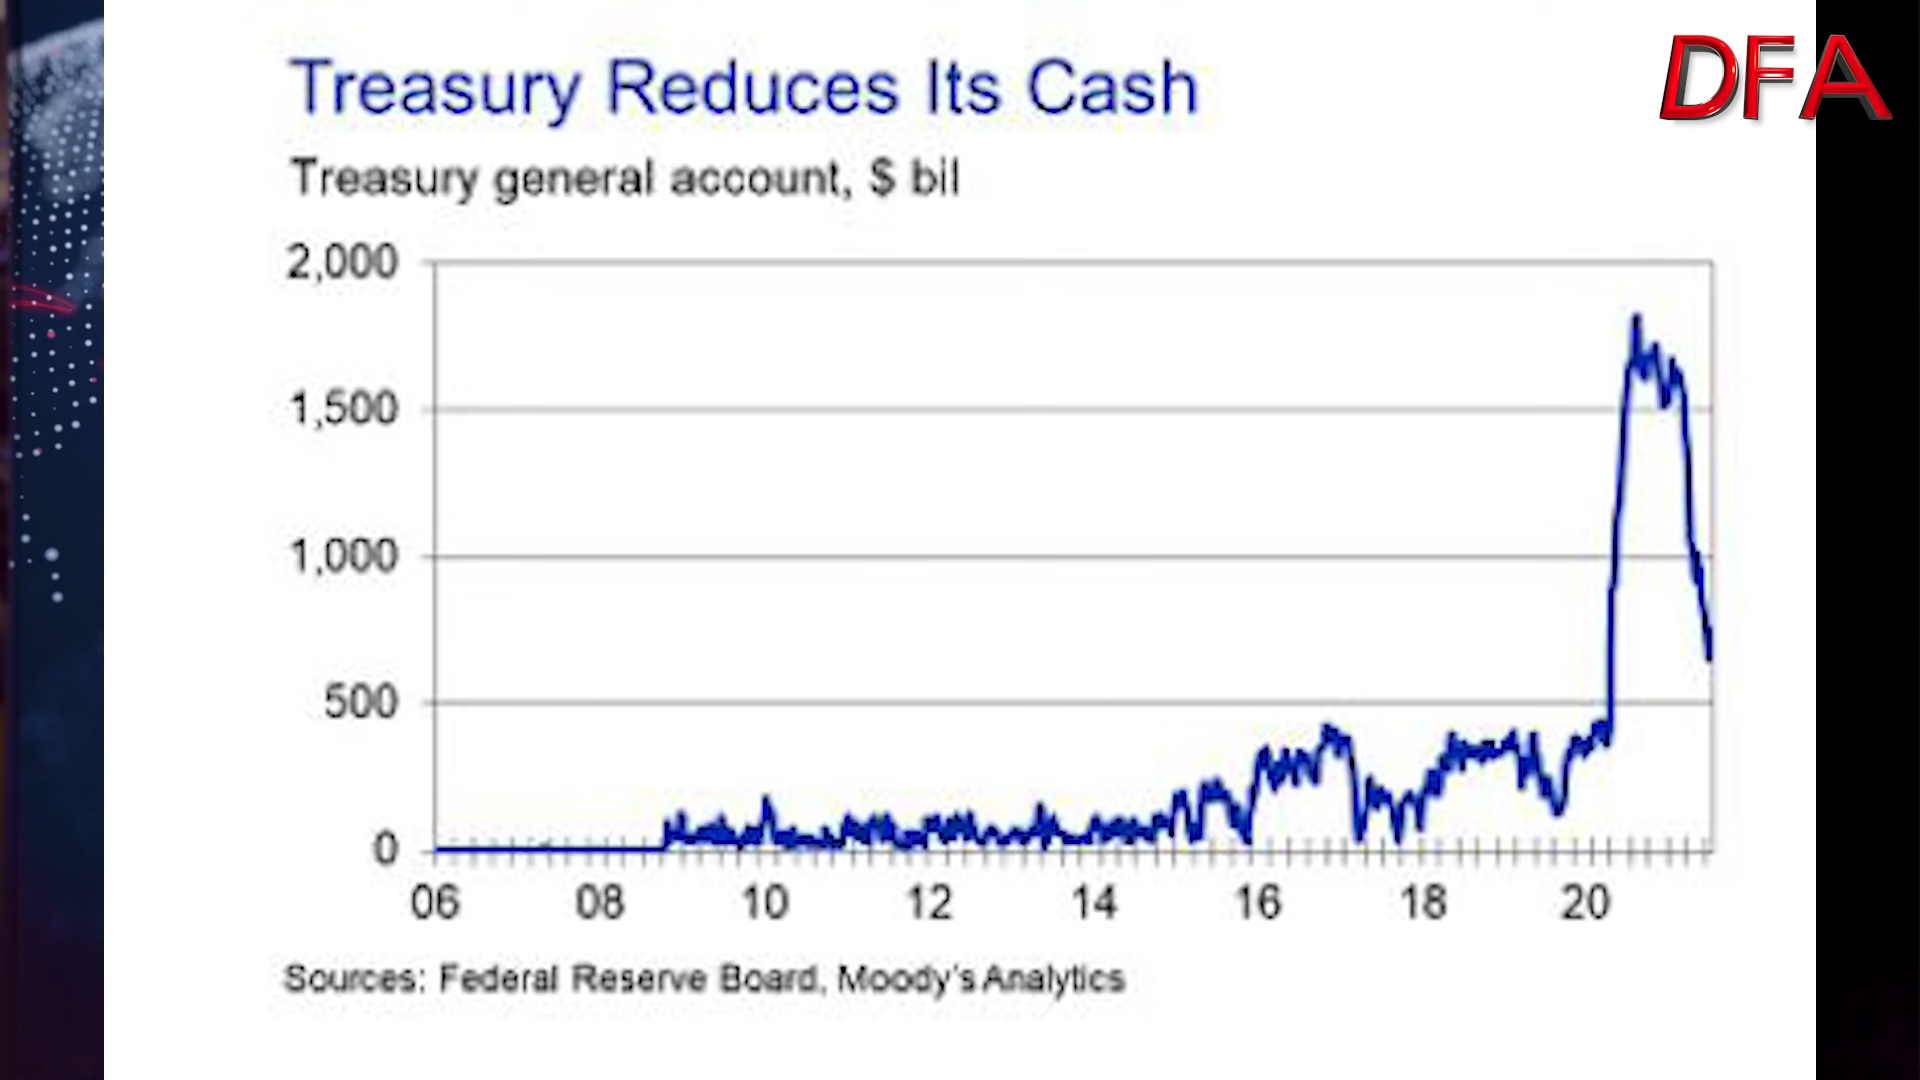 DFA
Treasury Reduces Its Cash
Treasury general account, $ bil
2,000
1,500
1,000
500
0
06 08 10 12 14 16 18 20
Sources: Federal Reserve Board, Moody's Analytics